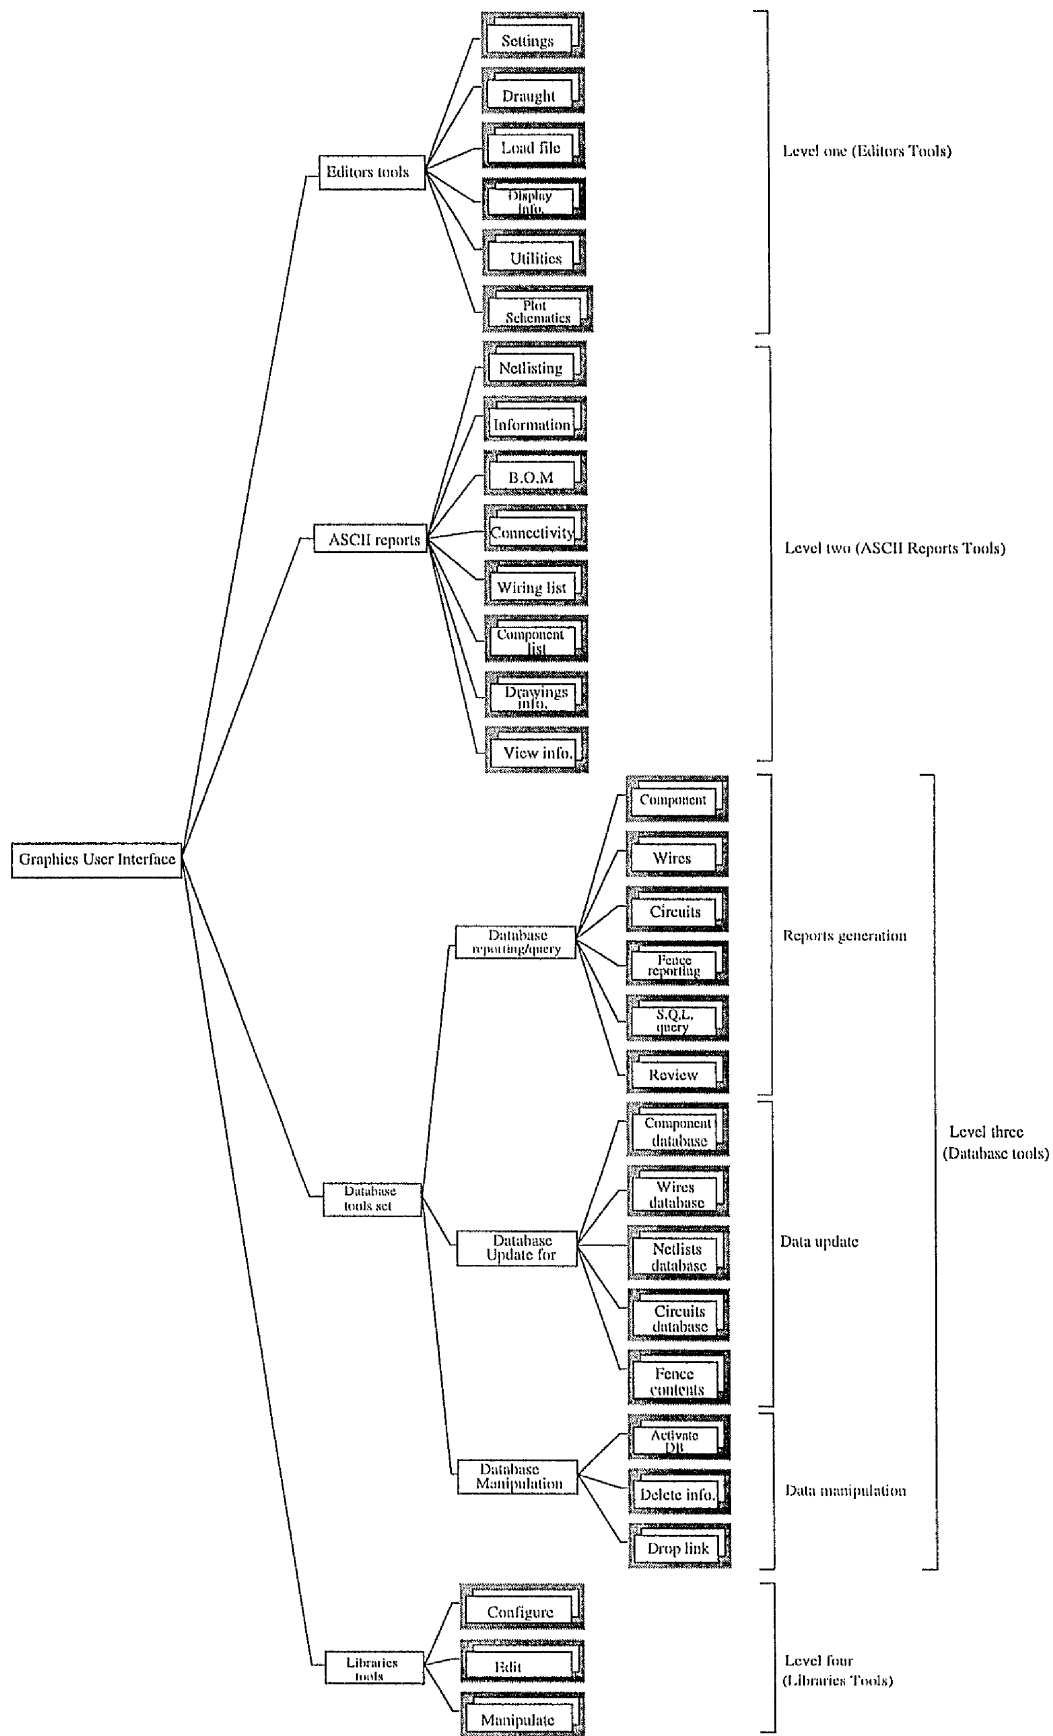 Settings
Draught
Load file
Display
info.
Utilities
Plot
Schematics
Editors tools
Level one (Editors Tools)
Netlisting
Information
B.O.M
Connectivity
Wiring list
Component
list
Drawings
info.
View info.
ASCII reports
Level two (ASCII Reports Tools)
Graphics User Interface
Component
Wires
Circuits
Fence
reporting
S.Q.L.
query
Review
Database
reporting/query
Reports generation
Component
database
Wires
database
Netlists
database
Circuits
database
Fence
contents
Database
tools set
Database
Update for
Data update
Level three
(Database tools)
Activate
DB
Delete info.
Drop link
Database
Manipulation
Data manipulation
Configure
Edit
Manipulate
Libraries
tools
Level four
(Libraries Tools)